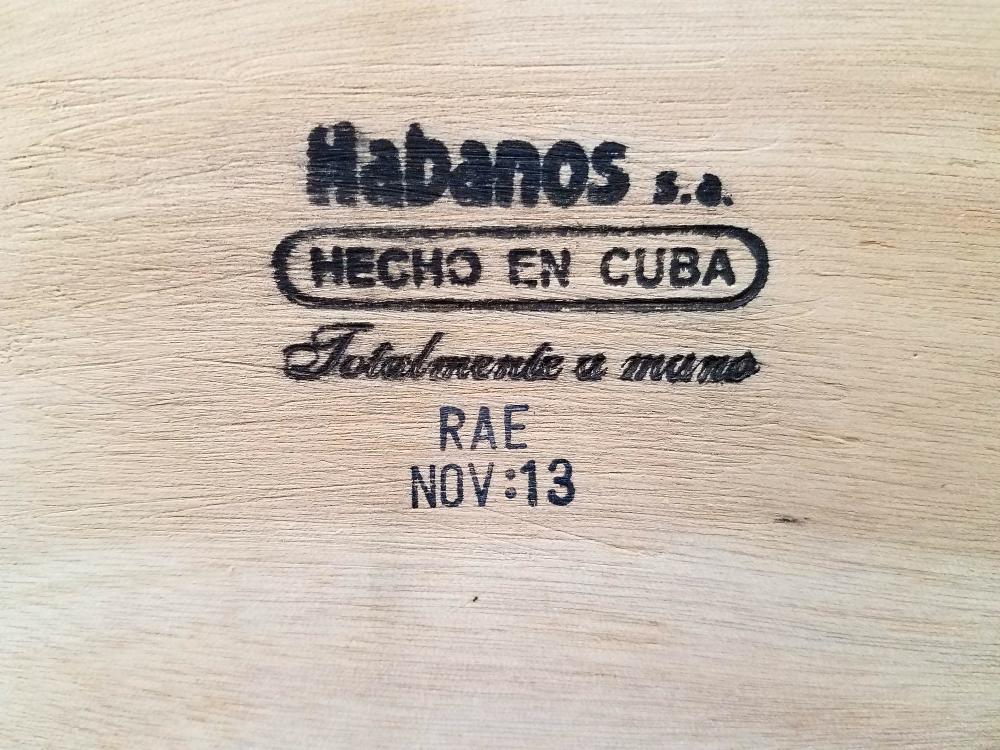 Habanos s.a.
HECHO EN CUBA
Totalmente a mano
RAE
NOV:13